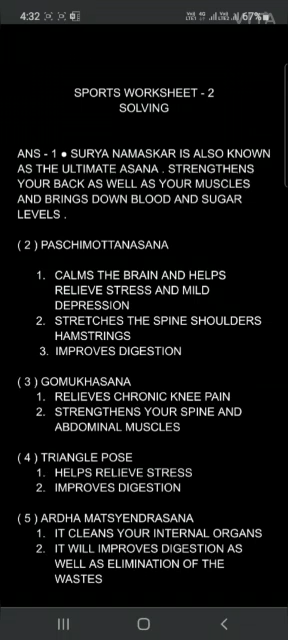 4:32
4G
67%
VITA
SPORTS WORKSHEET - 2
SOLVING
ANS - 1 ● SURYA NAMASKAR IS ALSO KNOWN
AS THE ULTIMATE ASANA . STRENGTHENS
YOUR BACK AS WELL AS YOUR MUSCLES
AND BRINGS DOWN BLOOD AND SUGAR
LEVELS .
( 2 ) PASCHIMOTTANASANA
1. CALMS THE BRAIN AND HELPS
RELIEVE STRESS AND MILD
DEPRESSION
2. STRETCHES THE SPINE SHOULDERS
HAMSTRINGS
3. IMPROVES DIGESTION
( 3 ) GOMUKHASANA
1. RELIEVES CHRONIC KNEE PAIN
2. STRENGTHENS YOUR SPINE AND
ABDOMINAL MUSCLES
( 4 ) TRIANGLE POSE
1. HELPS RELIEVE STRESS
2. IMPROVES DIGESTION
( 5 ) ARDHA MATSYENDRASANA
1. IT CLEANS YOUR INTERNAL ORGANS
2. IT WILL IMPROVES DIGESTION AS
WELL AS ELIMINATION OF THE
WASTES